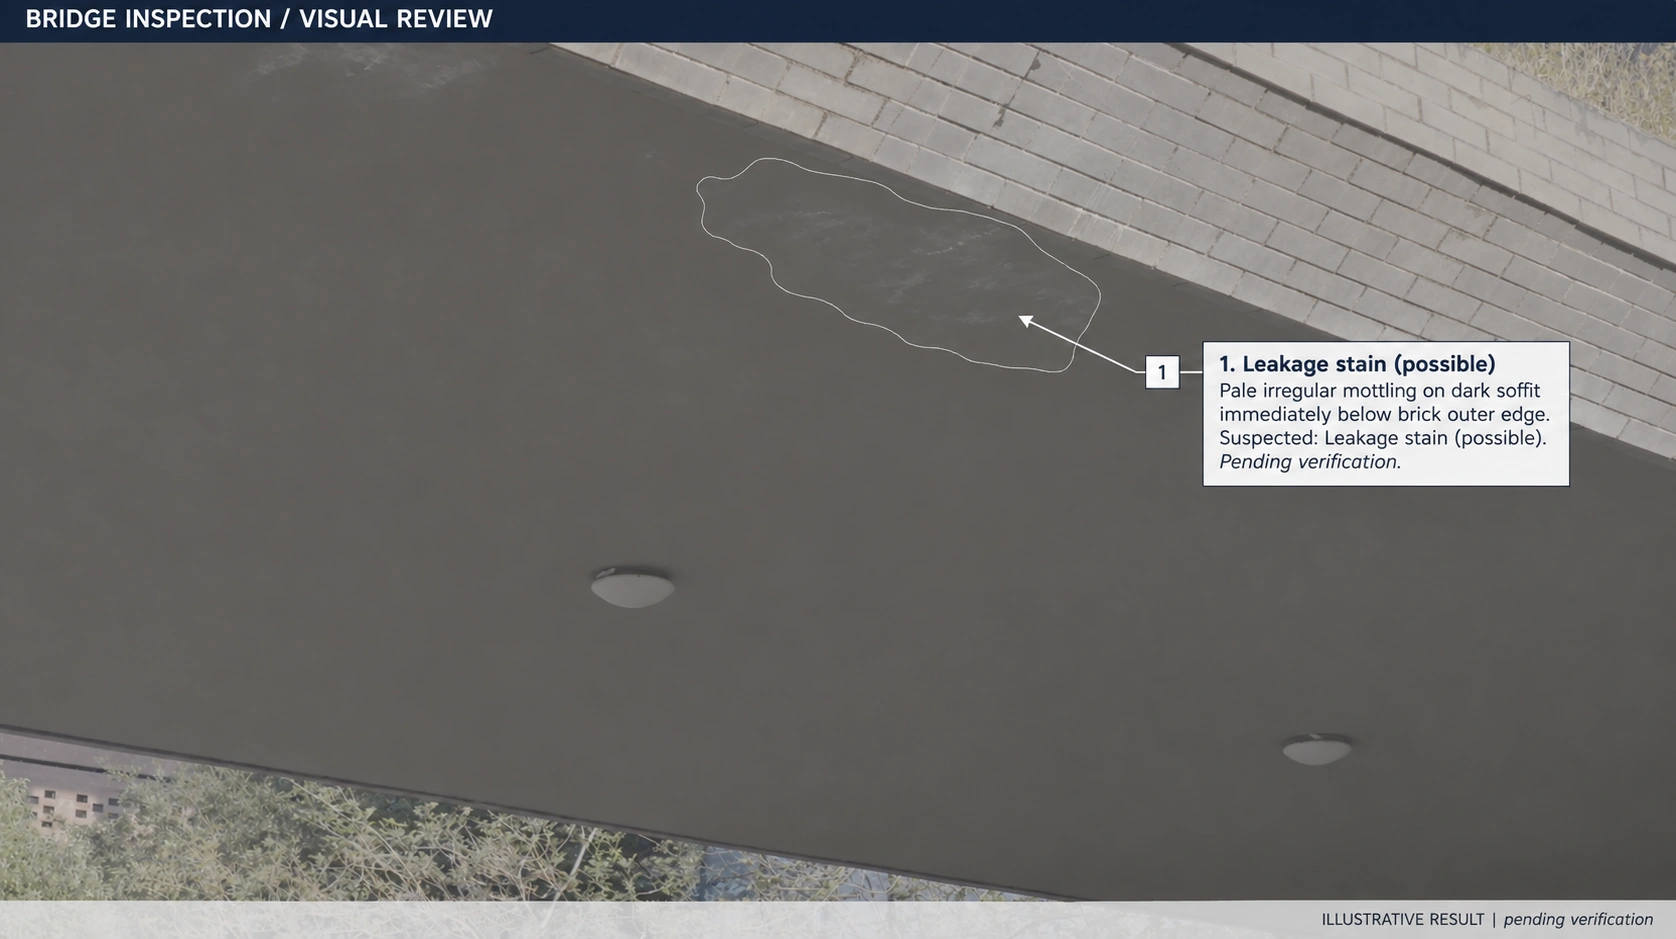 BRIDGE INSPECTION / VISUAL REVIEW
1
1. Leakage stain (possible)
Pale irregular mottling on dark soffit
immediately below brick outer edge.
Suspected: Leakage stain (possible).
Pending verification.
ILLUSTRATIVE RESULT | pending verification